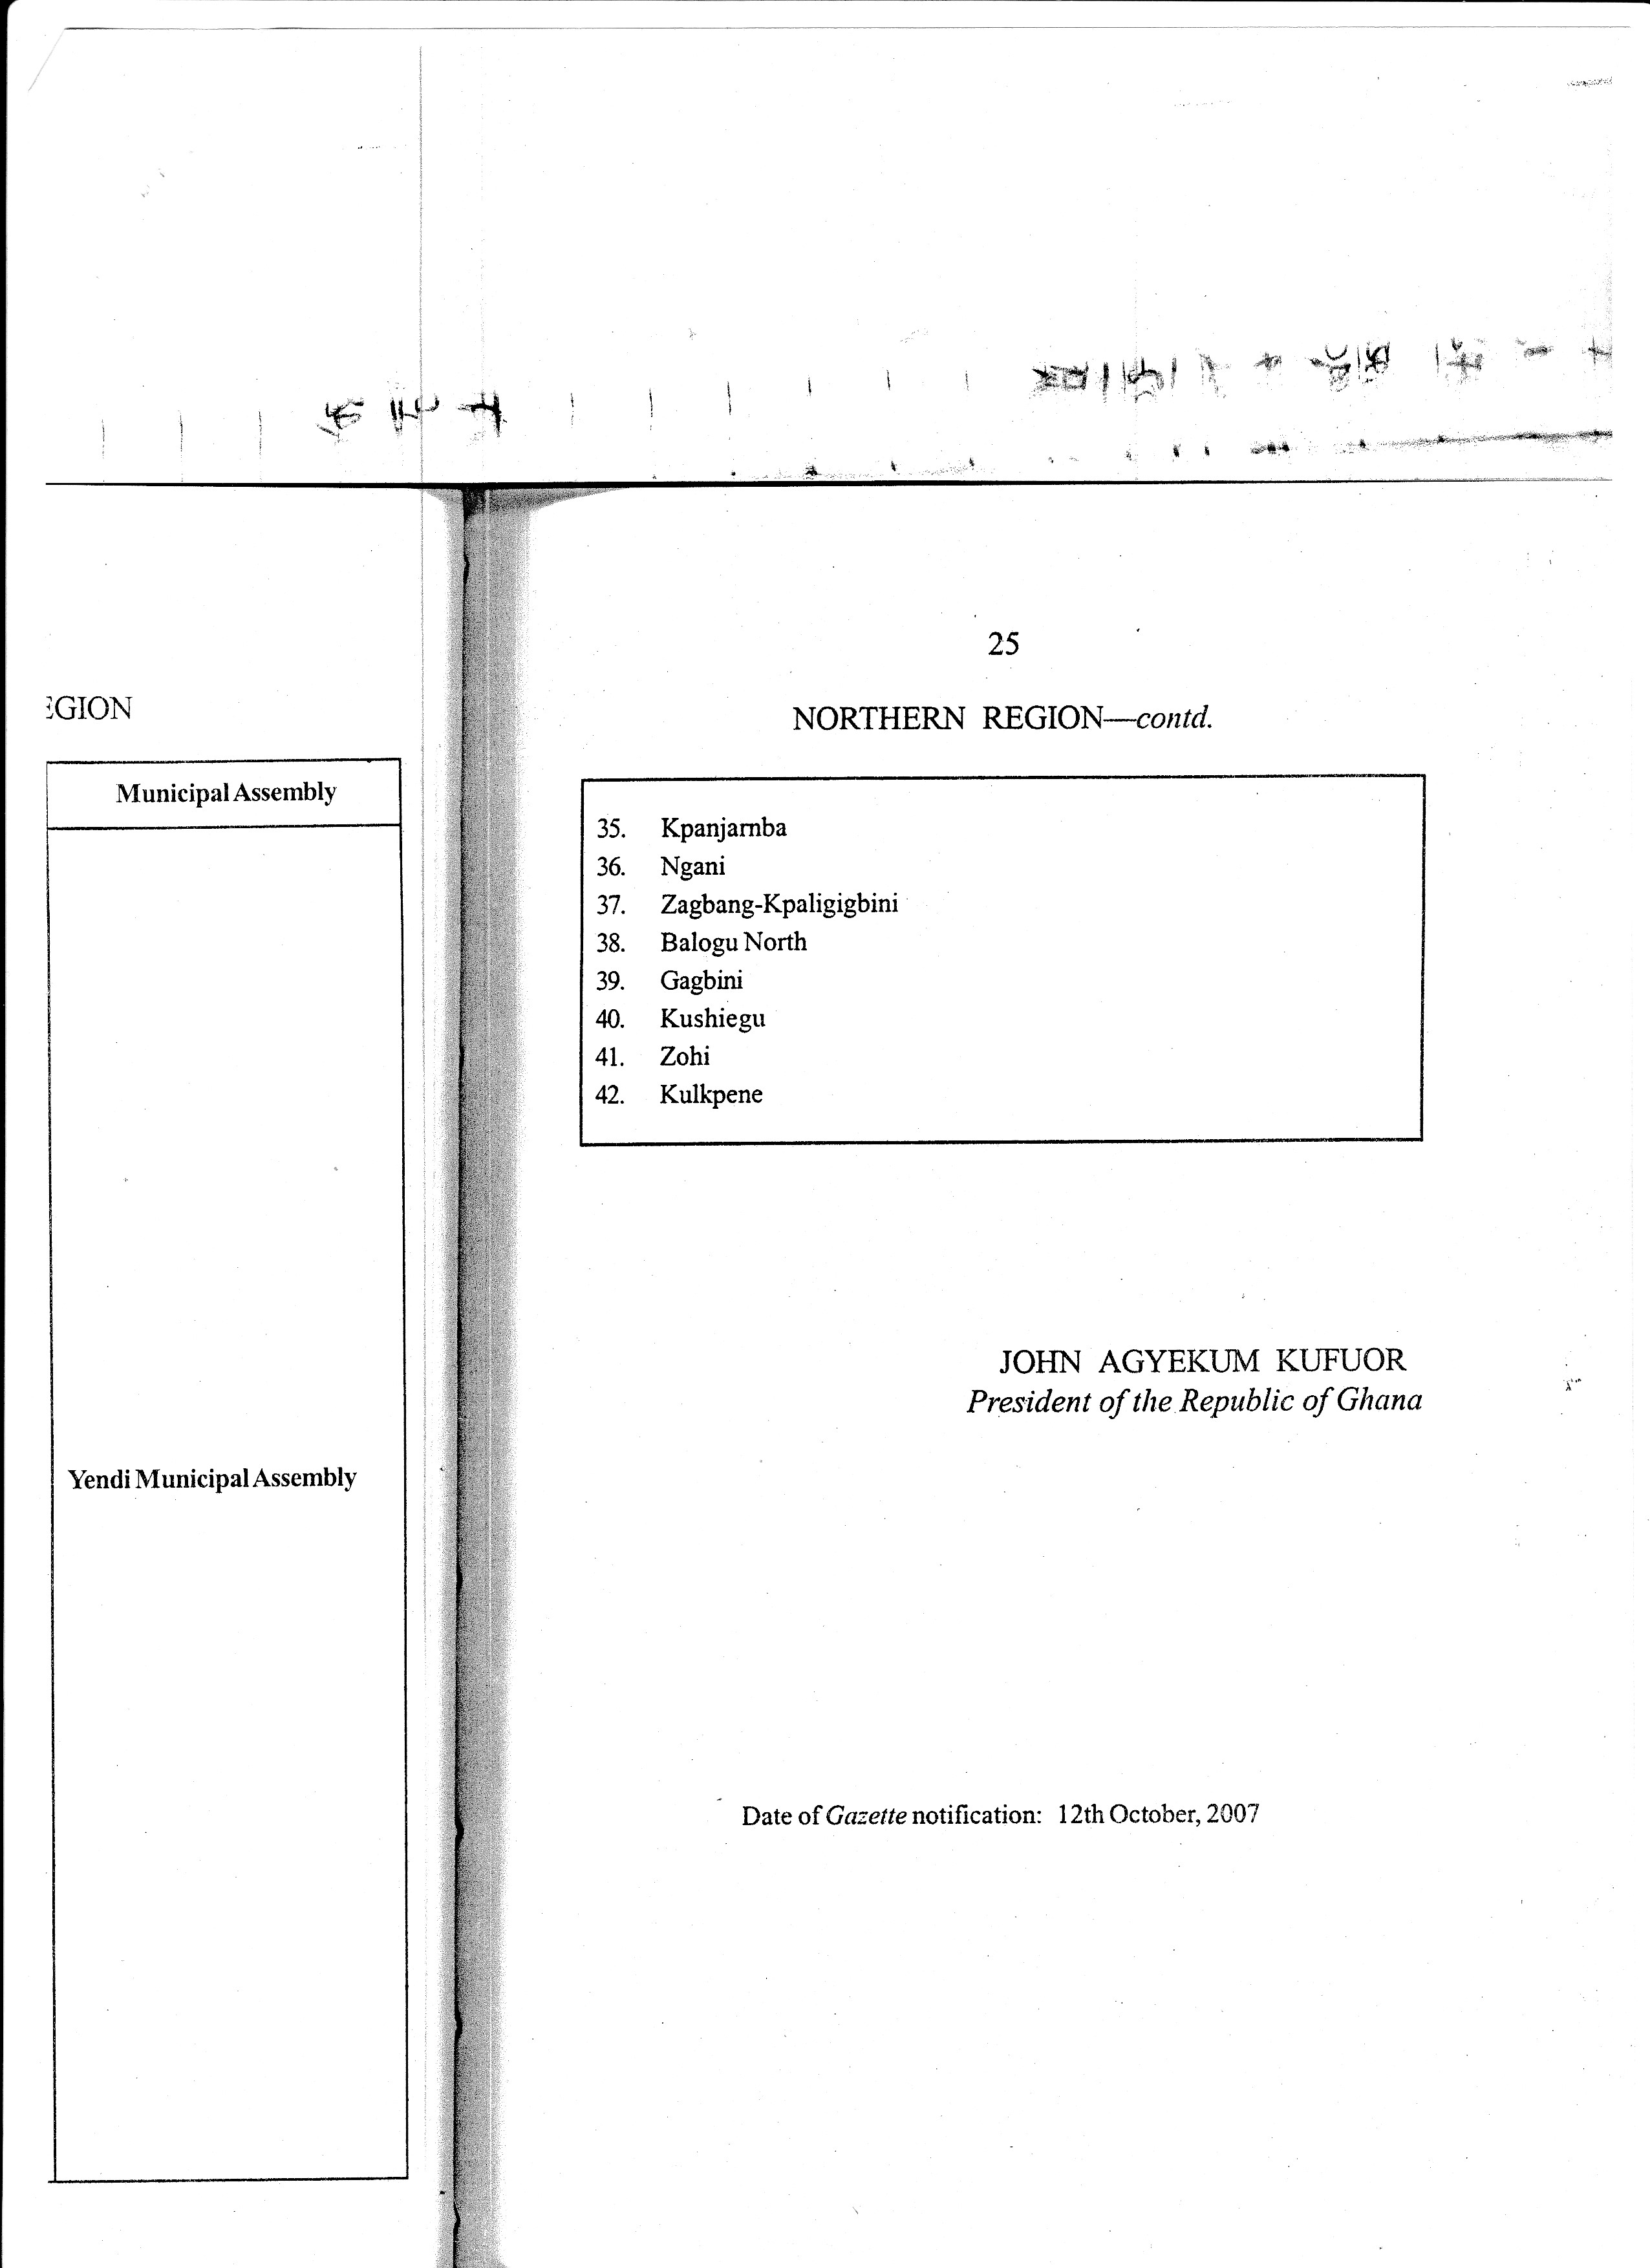 EGION
Municipal Assembly
Yendi Municipal Assembly
25
NORTHERN REGION—contd.
35. Kpanjamba
36. Ngani
37. Zagbang-Kpaligigbini
38. Balogu North
39. Gagbini
40. Kushiegu
41. Zohi
42. Kulkpene
JOHN AGYEKUM KUFUOR
President of the Republic of Ghana
Date of Gazette notification: 12th October, 2007